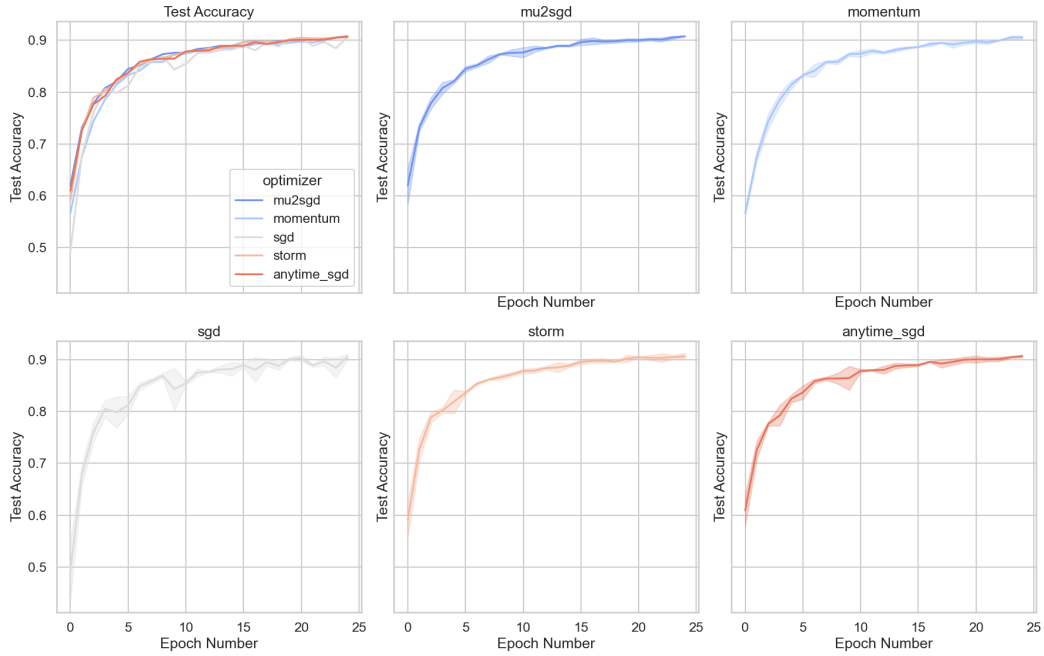 Test Accuracy
mu2sgd
momentum
Test Accuracy
0.9
0.8
0.7
0.6
0.5
optimizer
mu2sgd
momentum
sgd
storm
anytime_sgd
Test Accuracy
Epoch Number
Test Accuracy
Epoch Number
sgd
storm
anytime_sgd
Test Accuracy
0.9
0.8
0.7
0.6
0.5
0 5 10 15 20 25
Epoch Number
Test Accuracy
0 5 10 15 20 25
Epoch Number
Test Accuracy
0 5 10 15 20 25
Epoch Number